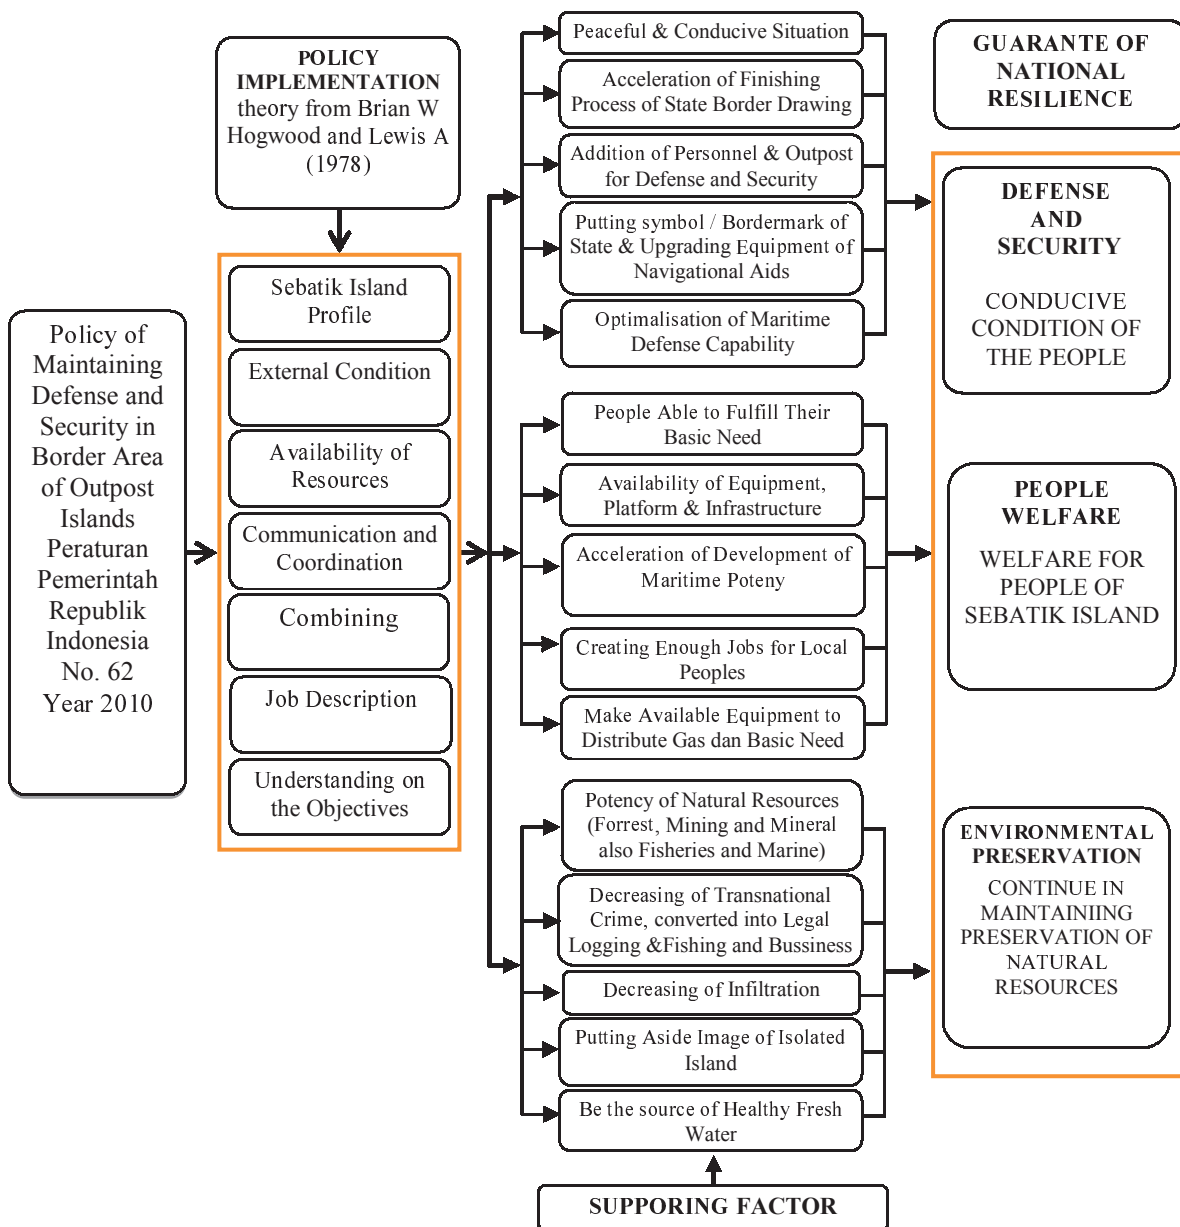 POLICY
IMPLEMENTATION
theory from Brian W
Hogwood and Lewis A
(1978)
Policy of
Maintaining
Defense and
Security in
Border Area
of Outpost
Islands
Peraturan
Pemerintah
Republik
Indonesia
No. 62
Year 2010
Sebatik Island
Profile
External Condition
Availability of
Resources
Communication and
Coordination
Combining
Job Description
Understanding on
the Objectives
Peaceful & Conducive Situation
Acceleration of Finishing
Process of State Border Drawing
Addition of Personnel & Outpost
for Defense and Security
Putting symbol / Bordermark of
State & Upgrading Equipment of
Navigational Aids
Optimalisation of Maritime
Defense Capability
People Able to Fulfill Their
Basic Need
Availability of Equipment,
Platform & Infrastructure
Acceleration of Development of
Maritime Poteny
Creating Enough Jobs for Local
Peoples
Make Available Equipment to
Distribute Gas dan Basic Need
Potency of Natural Resources
(Forrest, Mining and Mineral
also Fisheries and Marine)
Decreasing of Transnational
Crime, converted into Legal
Logging &Fishing and Bussiness
Decreasing of Infiltration
Putting Aside Image of Isolated
Island
Be the source of Healthy Fresh
Water
SUPPORING FACTOR
GUARANTE OF
NATIONAL
RESILIENCE
DEFENSE
AND
SECURITY
CONDUCIVE
CONDITION OF
THE PEOPLE
PEOPLE
WELFARE
WELFARE FOR
PEOPLE OF
SEBATIK ISLAND
ENVIRONMENTAL
PRESERVATION
CONTINUE IN
MAINTAINING
PRESERVATION OF
NATURAL
RESOURCES